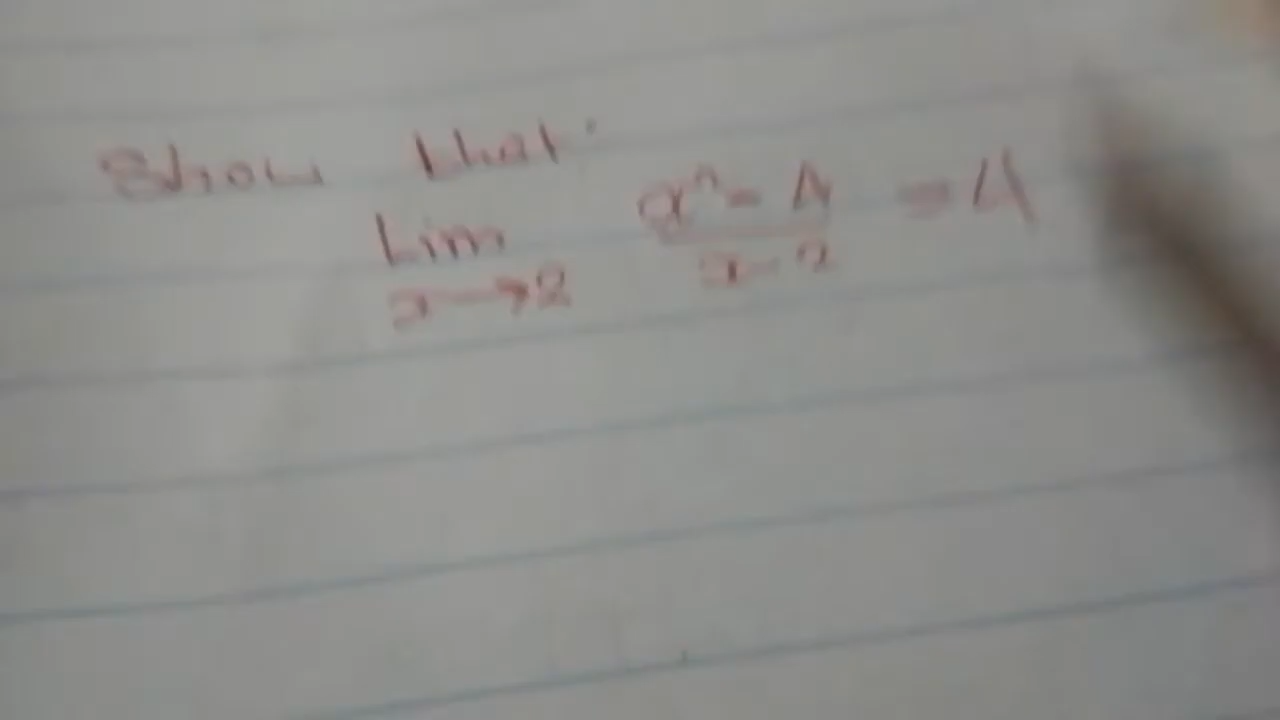 Show that:
Lim x² - 4 = 4
x→2 x - 2